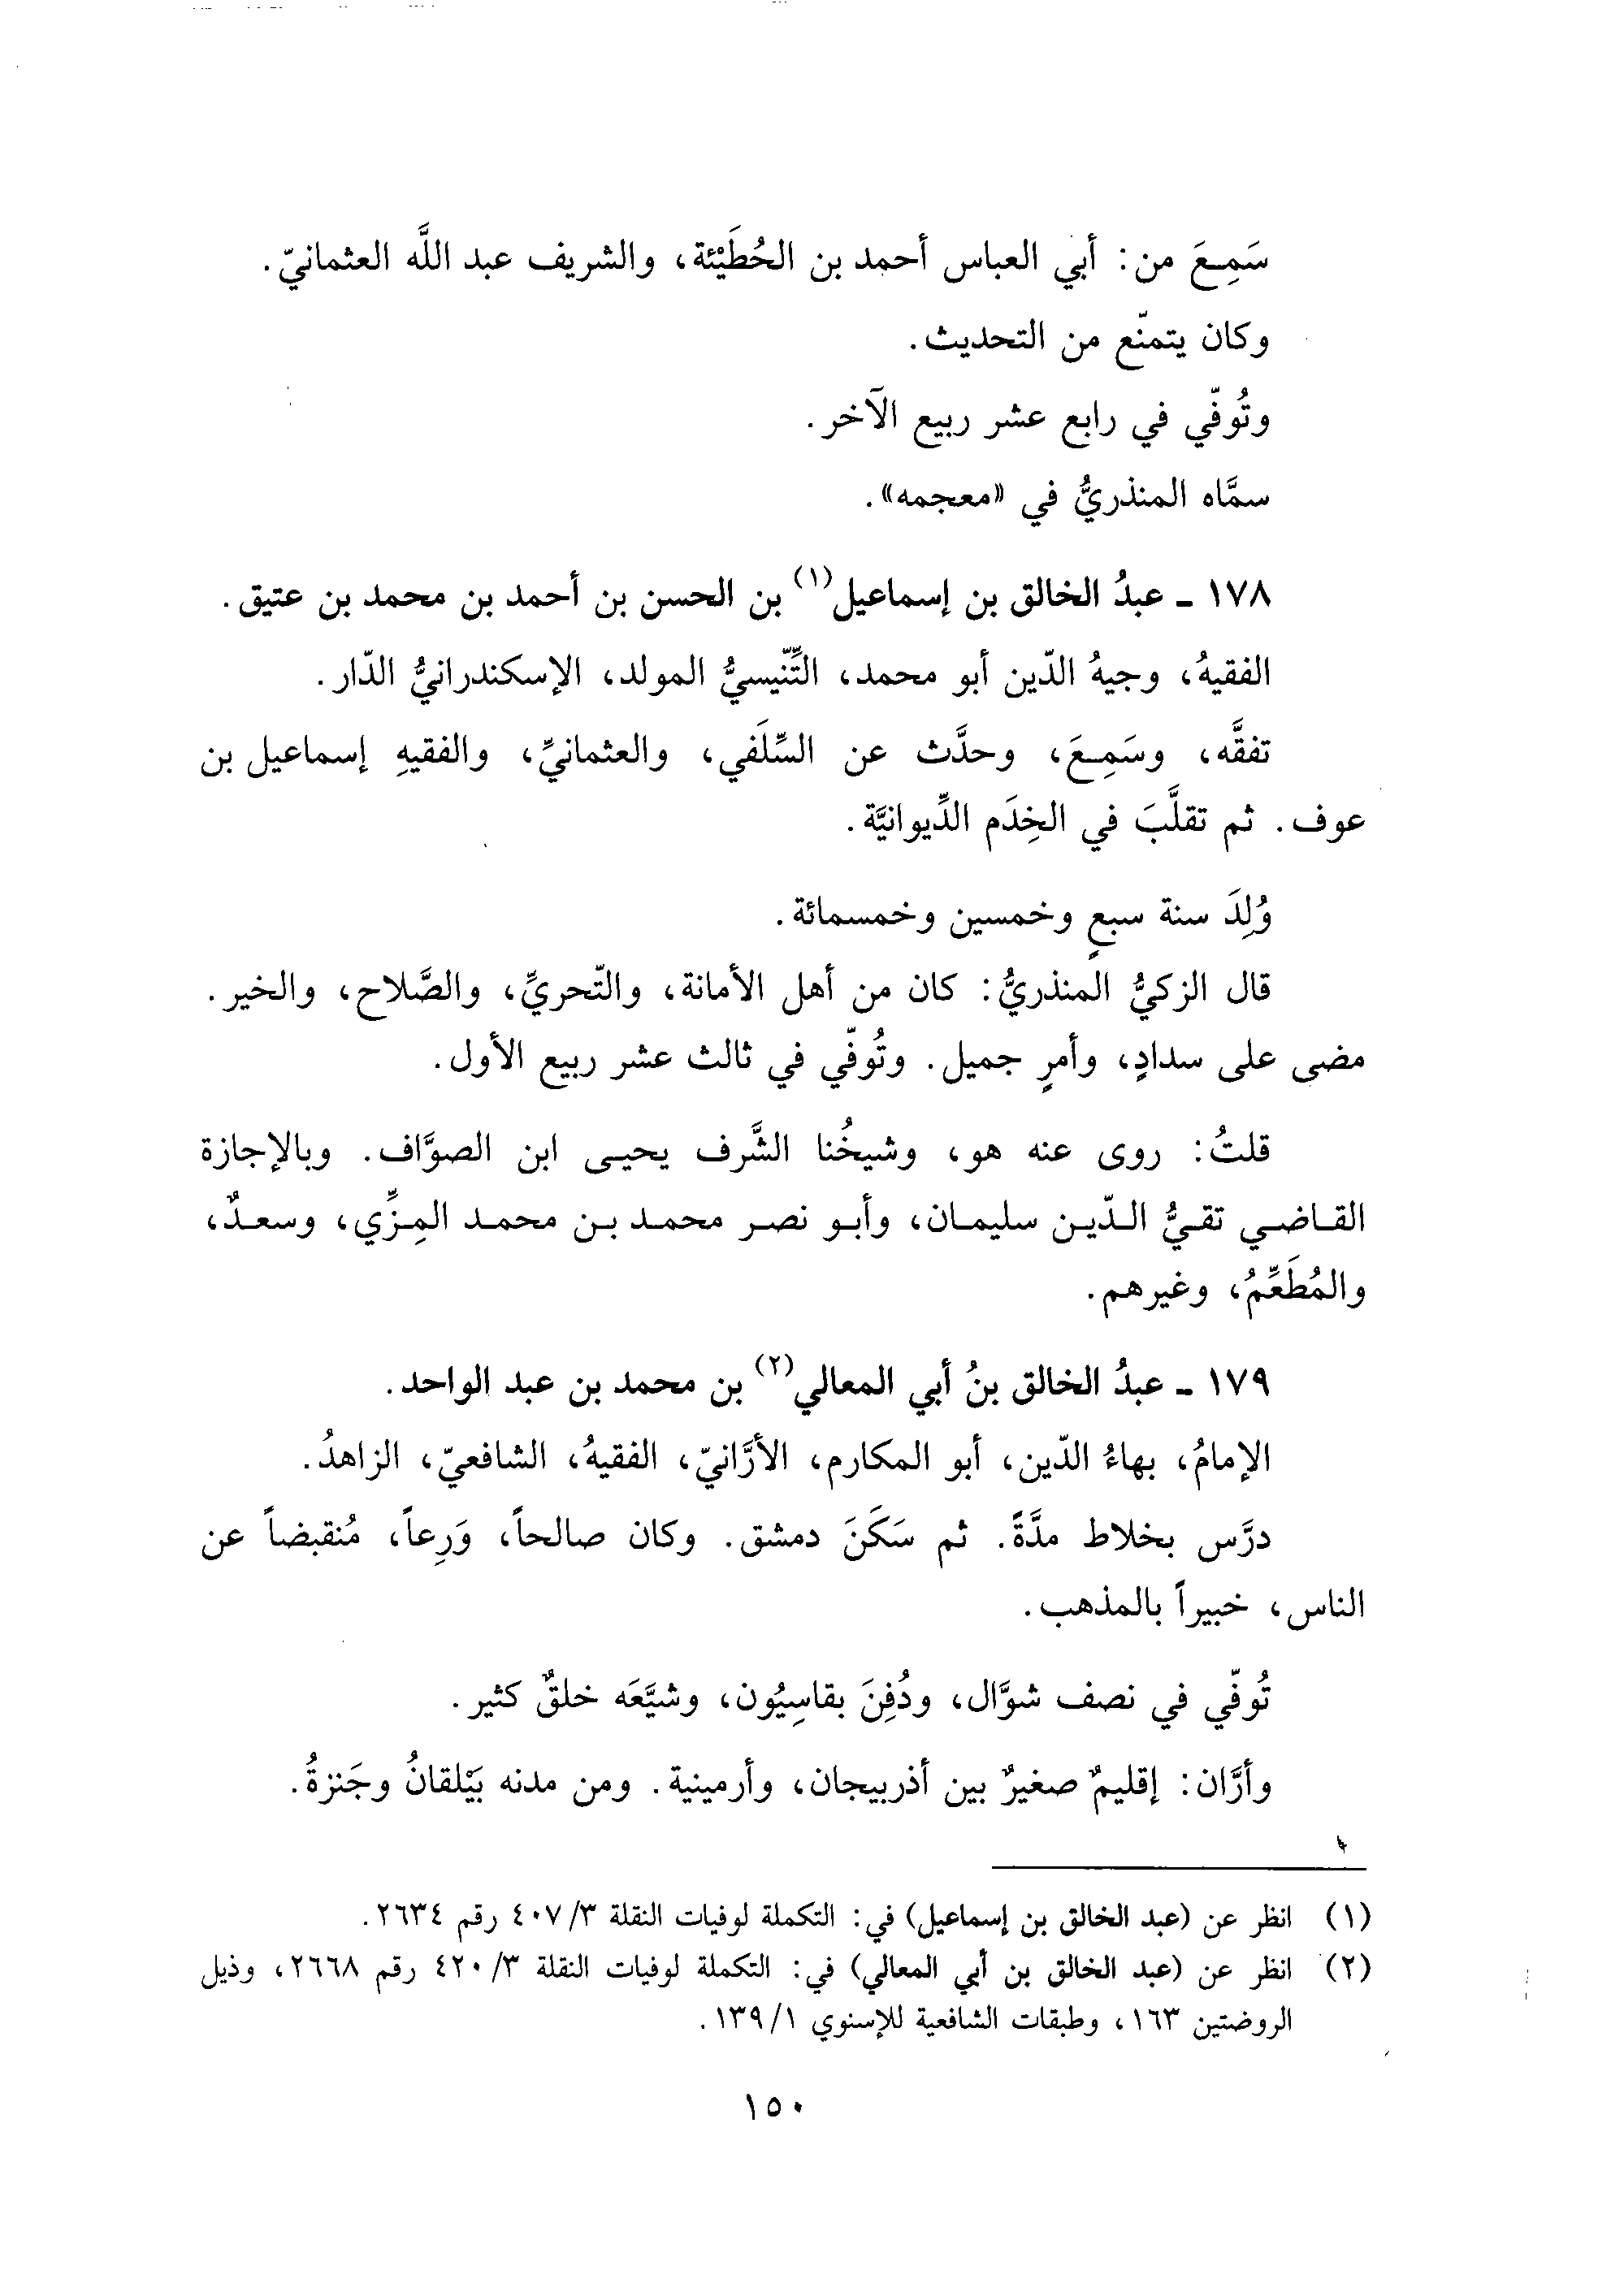 سَمِعَ من: أبي العباس أحمد بن الحُطَيْئة، والشريف عبد اللَّه العثمانيّ.
وكان يتمنّع من التحديث.
وتُوفّي في رابع عشر ربيع الآخر.
سمَّاه المنذريُّ في «معجمه».
١٧٨ ـ عبدُ الخالق بن إسماعيل(١) بن الحسن بن أحمد بن محمد بن عتيق.
الفقيهُ، وجيهُ الدّين أبو محمد، التِّنّيسيُّ المولد، الإسكندرانيُّ الدّار.
تفقَّه، وسَمِعَ، وحدَّث عن السِّلَفي، والعثمانيِّ، والفقيهِ إسماعيل بن
عوف. ثم تقلَّبَ في الخِدَم الدِّيوانيَّة.
وُلِدَ سنة سبعٍ وخمسين وخمسمائة.
قال الزكيُّ المنذريُّ: كان من أهل الأمانة، والتّحريِّ، والصَّلاح، والخير.
مضى على سدادٍ، وأمرٍ جميل. وتُوفّي في ثالث عشر ربيع الأول.
قلتُ: روى عنه هو، وشيخُنا الشَّرف يحيى ابن الصوَّاف. وبالإجازة
القاضي تقيُّ الدّين سليمان، وأبو نصر محمد بن محمد المِزِّي، وسعدٌ،
والمُطَعِّمُ، وغيرهم.
١٧٩ ـ عبدُ الخالق بنُ أبي المعالي(٢) بن محمد بن عبد الواحد.
الإمامُ، بهاءُ الدّين، أبو المكارم، الأرَّانيّ، الفقيهُ، الشافعيّ، الزاهدُ.
درَّس بخلاط مدَّةً. ثم سَكَنَ دمشق. وكان صالحاً، وَرِعاً، مُنقبضاً عن
الناس، خبيراً بالمذهب.
تُوفّي في نصف شوَّال، ودُفِنَ بقاسِيُون، وشيَّعَه خلقٌ كثير.
وأرَّان: إقليمٌ صغيرٌ بين أذربيجان، وأرمينية. ومن مدنه بَيْلقانُ وجَنزةُ.
(١) انظر عن (عبد الخالق بن إسماعيل) في: التكملة لوفيات النقلة ٤٠٧/٣ رقم ٢٦٣٤.
(٢) انظر عن (عبد الخالق بن أبي المعالي) في: التكملة لوفيات النقلة ٤٢٠/٣ رقم ٢٦٦٨، وذيل
الروضتين ١٦٣، وطبقات الشافعية للإسنوي ١٣٩/١.
١٥٠